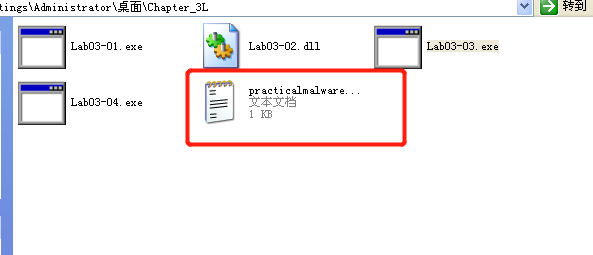 ttings\Administrator\桌面\Chapter_3L
转到
Lab03-01.exe
Lab03-02.dll
Lab03-03.exe
Lab03-04.exe
practicalmalware...
文本文档
1 KB